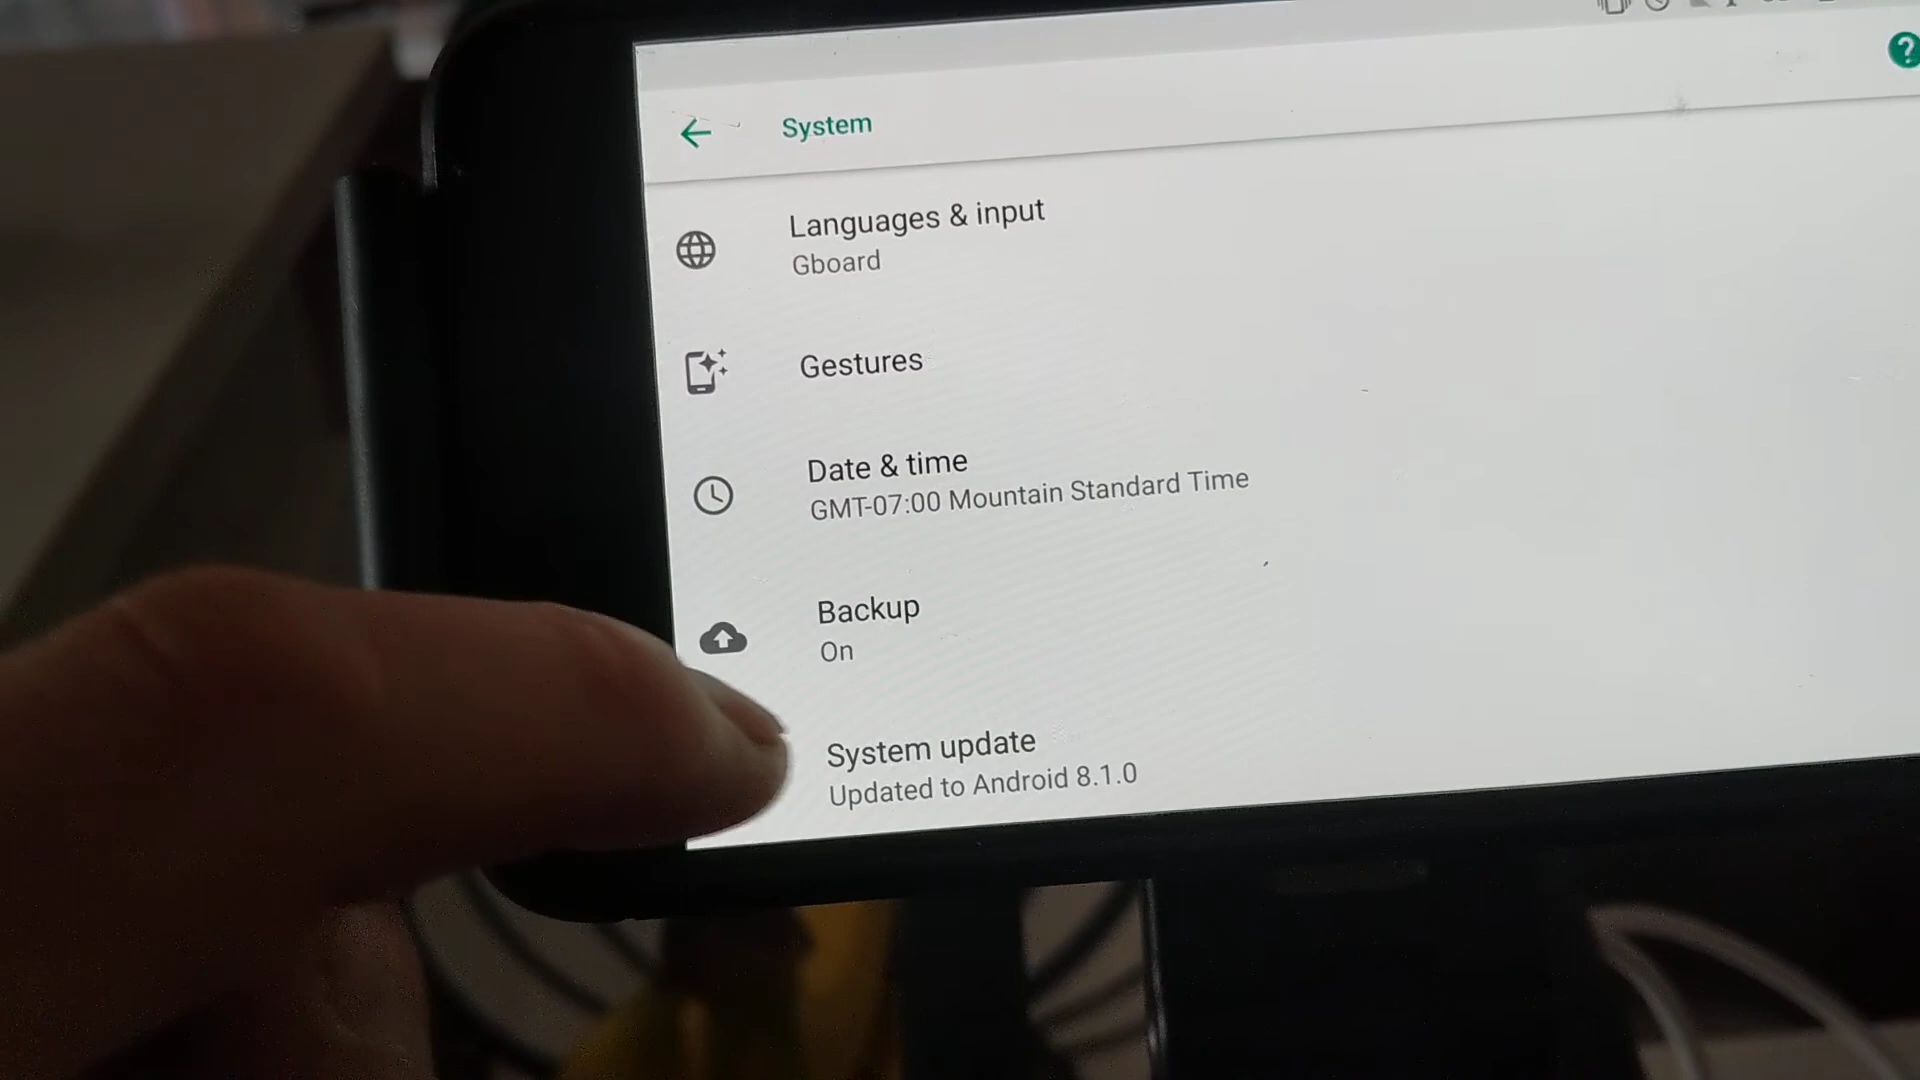 System
Languages & input
Gboard
Gestures
Date & time
GMT-07:00 Mountain Standard Time
Backup
On
System update
Updated to Android 8.1.0